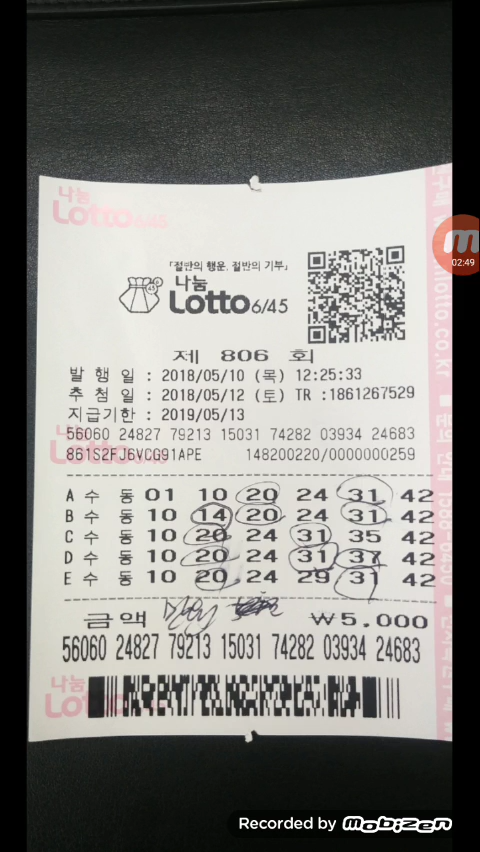 나눔
Lotto 6/45
「절반의 행운, 절반의 기부」
나눔
Lotto 6/45
02:49
제 806 회
발 행 일 : 2018/05/10 (목) 12:25:33
추 첨 일 : 2018/05/12 (토) TR :1861267529
지급기한 : 2019/05/13
56060 24827 79213 15031 74282 03934 24683
861S2FJ6VCG91APE 148200220/0000000259
A 수 동 01 10 20 24 31 42
B 수 동 10 14 20 24 31 42
C 수 동 10 20 24 31 35 42
D 수 동 10 20 24 31 37 42
E 수 동 10 20 24 29 31 42
금액 ₩5,000
56060 24827 79213 15031 74282 03934 24683
나눔
Lotto
Recorded by Mobizen